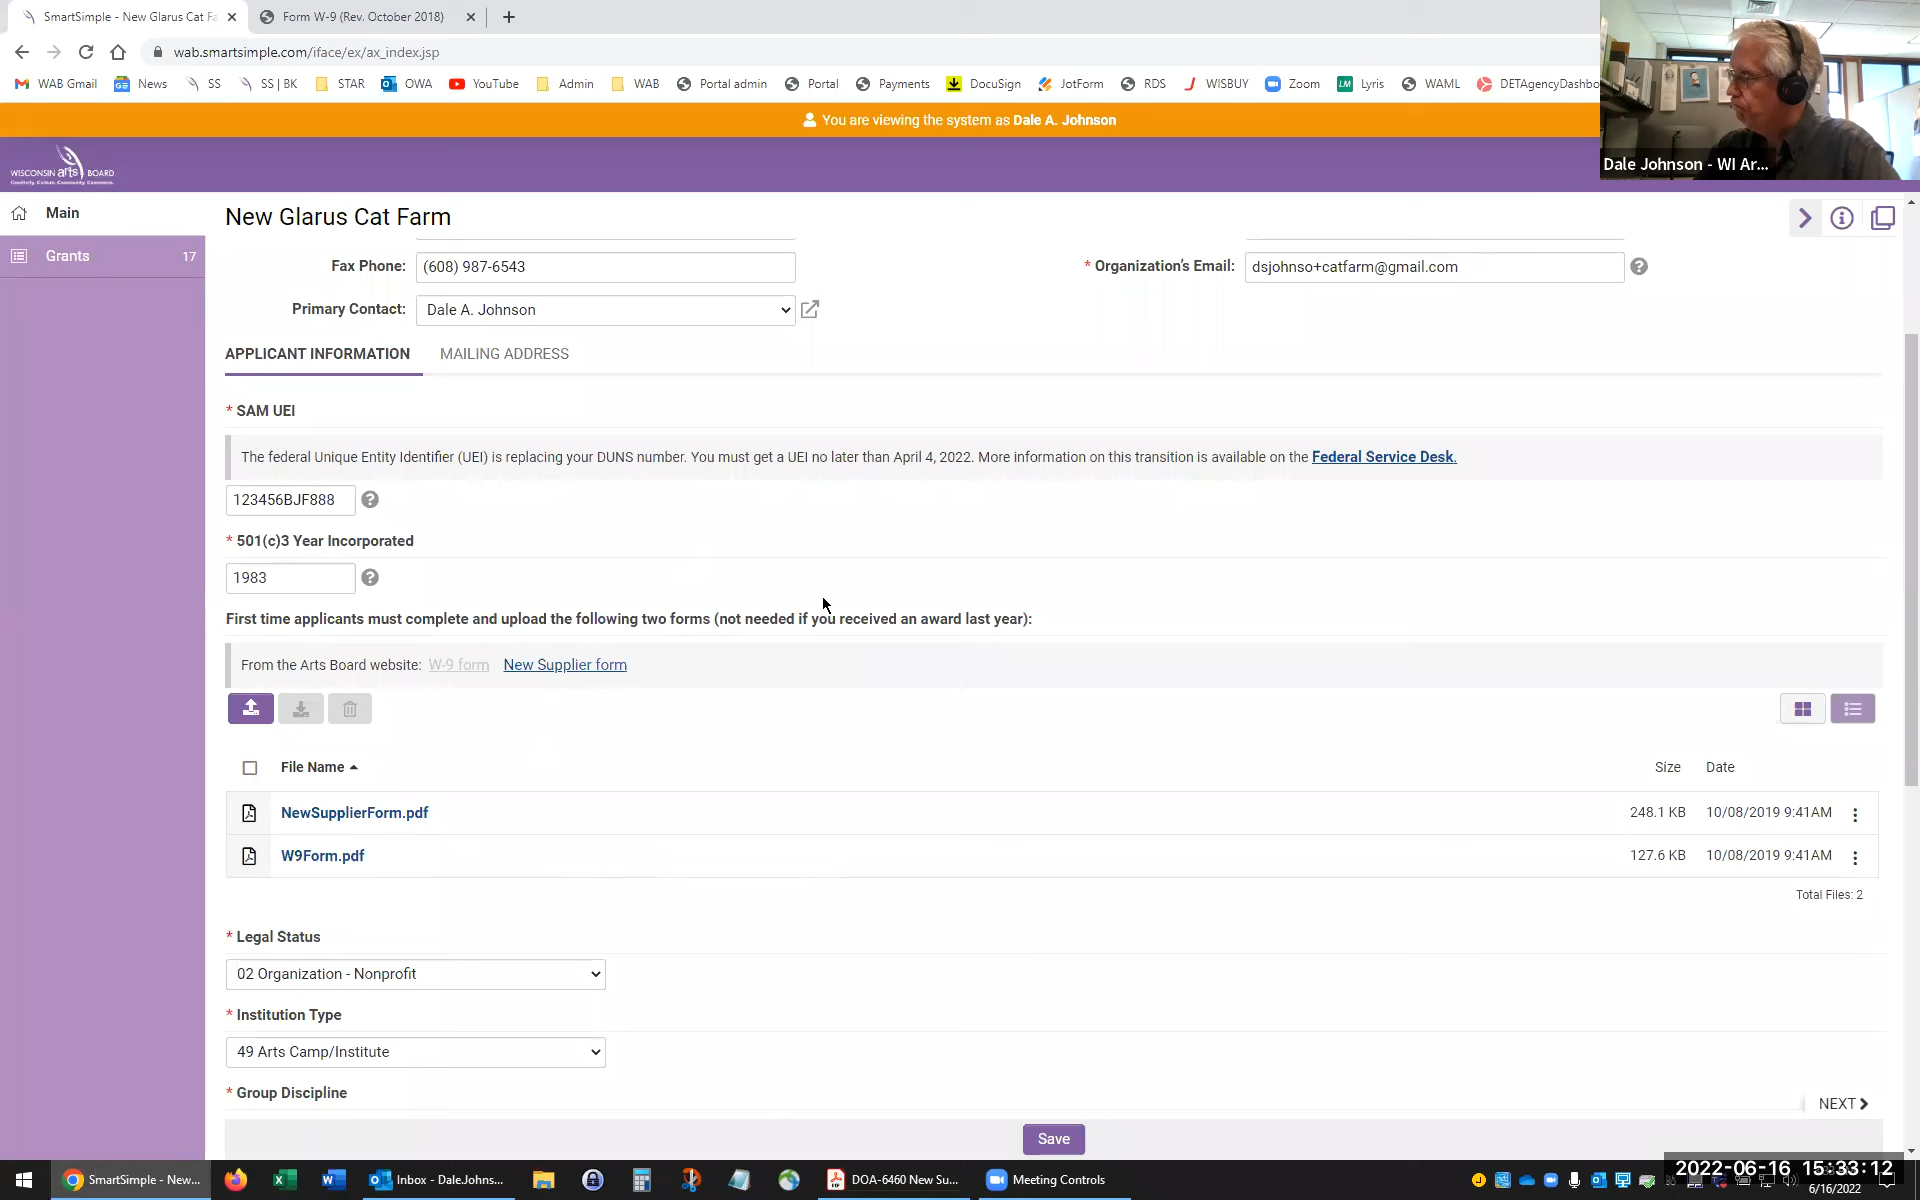 SmartSimple - New Glarus Cat Fa
Form W-9 (Rev. October 2018)
wab.smartsimple.com/iface/ex/ax_index.jsp
WAB Gmail News SS SS | BK STAR OWA YouTube Admin WAB Portal admin Portal Payments DocuSign JotForm RDS WISBUY Zoom Lyris WAML DETAgencyDashbo
You are viewing the system as Dale A. Johnson
Dale Johnson - WI Ar...
WISCONSIN arts BOARD
Main
Grants 17
New Glarus Cat Farm
Fax Phone: (608) 987-6543
* Organization's Email: dsjohnso+catfarm@gmail.com
Primary Contact: Dale A. Johnson
APPLICANT INFORMATION MAILING ADDRESS
* SAM UEI
The federal Unique Entity Identifier (UEI) is replacing your DUNS number. You must get a UEI no later than April 4, 2022. More information on this transition is available on the Federal Service Desk.
123456BJF888
* 501(c)3 Year Incorporated
1983
First time applicants must complete and upload the following two forms (not needed if you received an award last year):
From the Arts Board website: W-9 form New Supplier form
File Name Size Date
NewSupplierForm.pdf 248.1 KB 10/08/2019 9:41AM
W9Form.pdf 127.6 KB 10/08/2019 9:41AM
Total Files: 2
* Legal Status
02 Organization - Nonprofit
* Institution Type
49 Arts Camp/Institute
* Group Discipline
NEXT
Save
SmartSimple - New...
Inbox - DaleJohns...
DOA-6460 New Su...
Meeting Controls
2022-06-16 15:33:12
6/16/2022